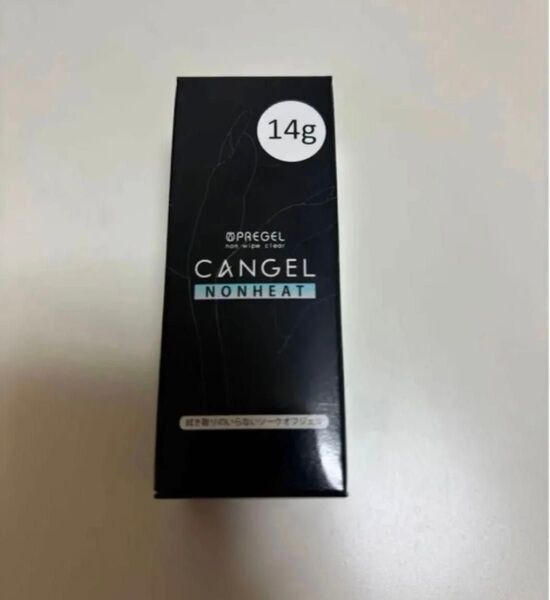 14g
PREGEL
non wipe clear
CANGEL
NONHEAT
拭き取りのいらないソークオフジェル